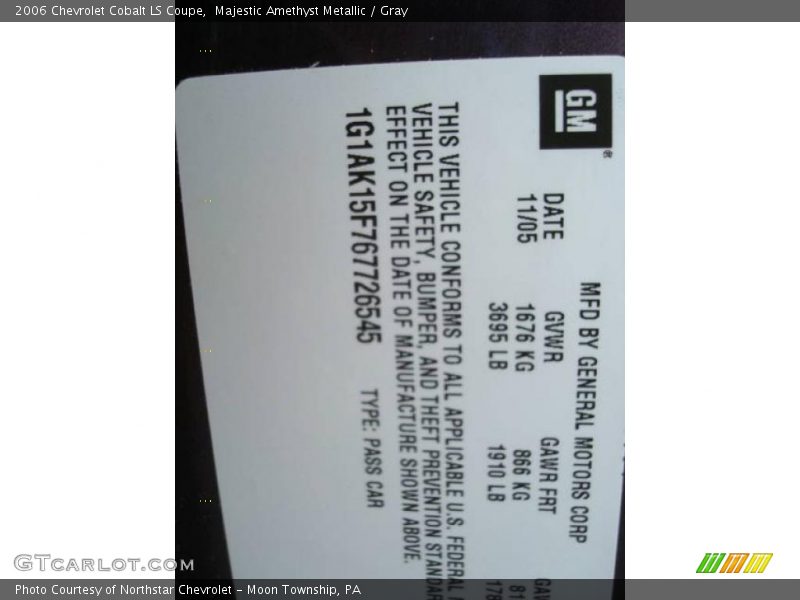 2006 Chevrolet Cobalt LS Coupe,  Majestic Amethyst Metallic / Gray
GM®
MFD BY GENERAL MOTORS CORP
DATE GVWR GAWR FRT
11/05 1676 KG 866 KG
3695 LB 1910 LB
THIS VEHICLE CONFORMS TO ALL APPLICABLE U.S. FEDERAL
VEHICLE SAFETY, BUMPER, AND THEFT PREVENTION
EFFECT ON THE DATE OF MANUFACTURE SHOWN ABOVE.
1G1AK15F767726545 TYPE: PASS CAR
GTcarlot.com
Photo Courtesy of Northstar Chevrolet - Moon Township, PA